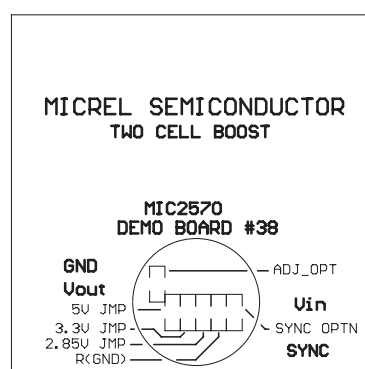 MICREL SEMICONDUCTOR
TWO CELL BOOST
MIC2570
DEMO BOARD #38
GND
ADJ_OPT
Vout
5V JMP
Vin
3.3V JMP
SYNC OPTN
2.85V JMP
SYNC
R(GND)